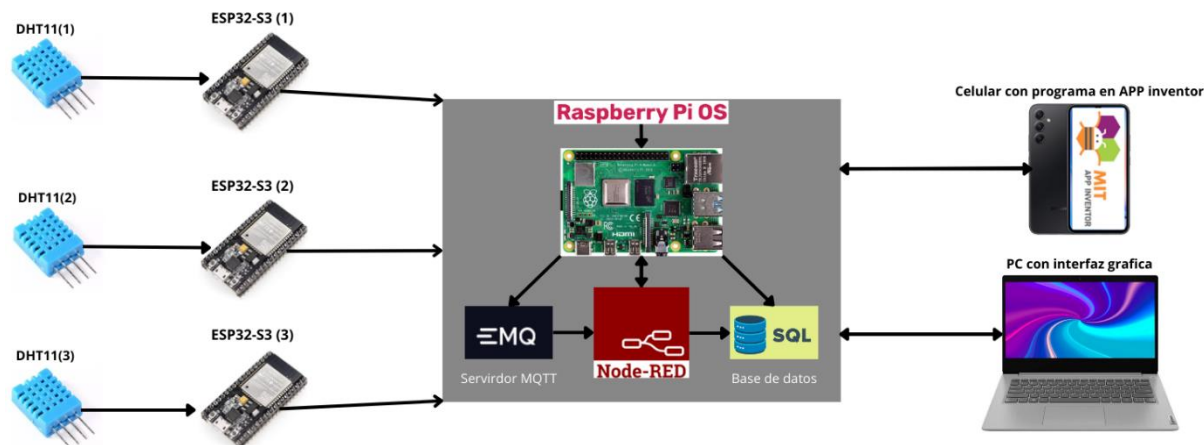 DHT11(1)
ESP32-S3 (1)
DHT11(2)
ESP32-S3 (2)
DHT11(3)
ESP32-S3 (3)
Raspberry Pi OS
HDMI
EMQ
Servirdor MQTT
Node-RED
SQL
Base de datos
Celular con programa en APP inventor
MIT
APP INVENTOR
PC con interfaz grafica